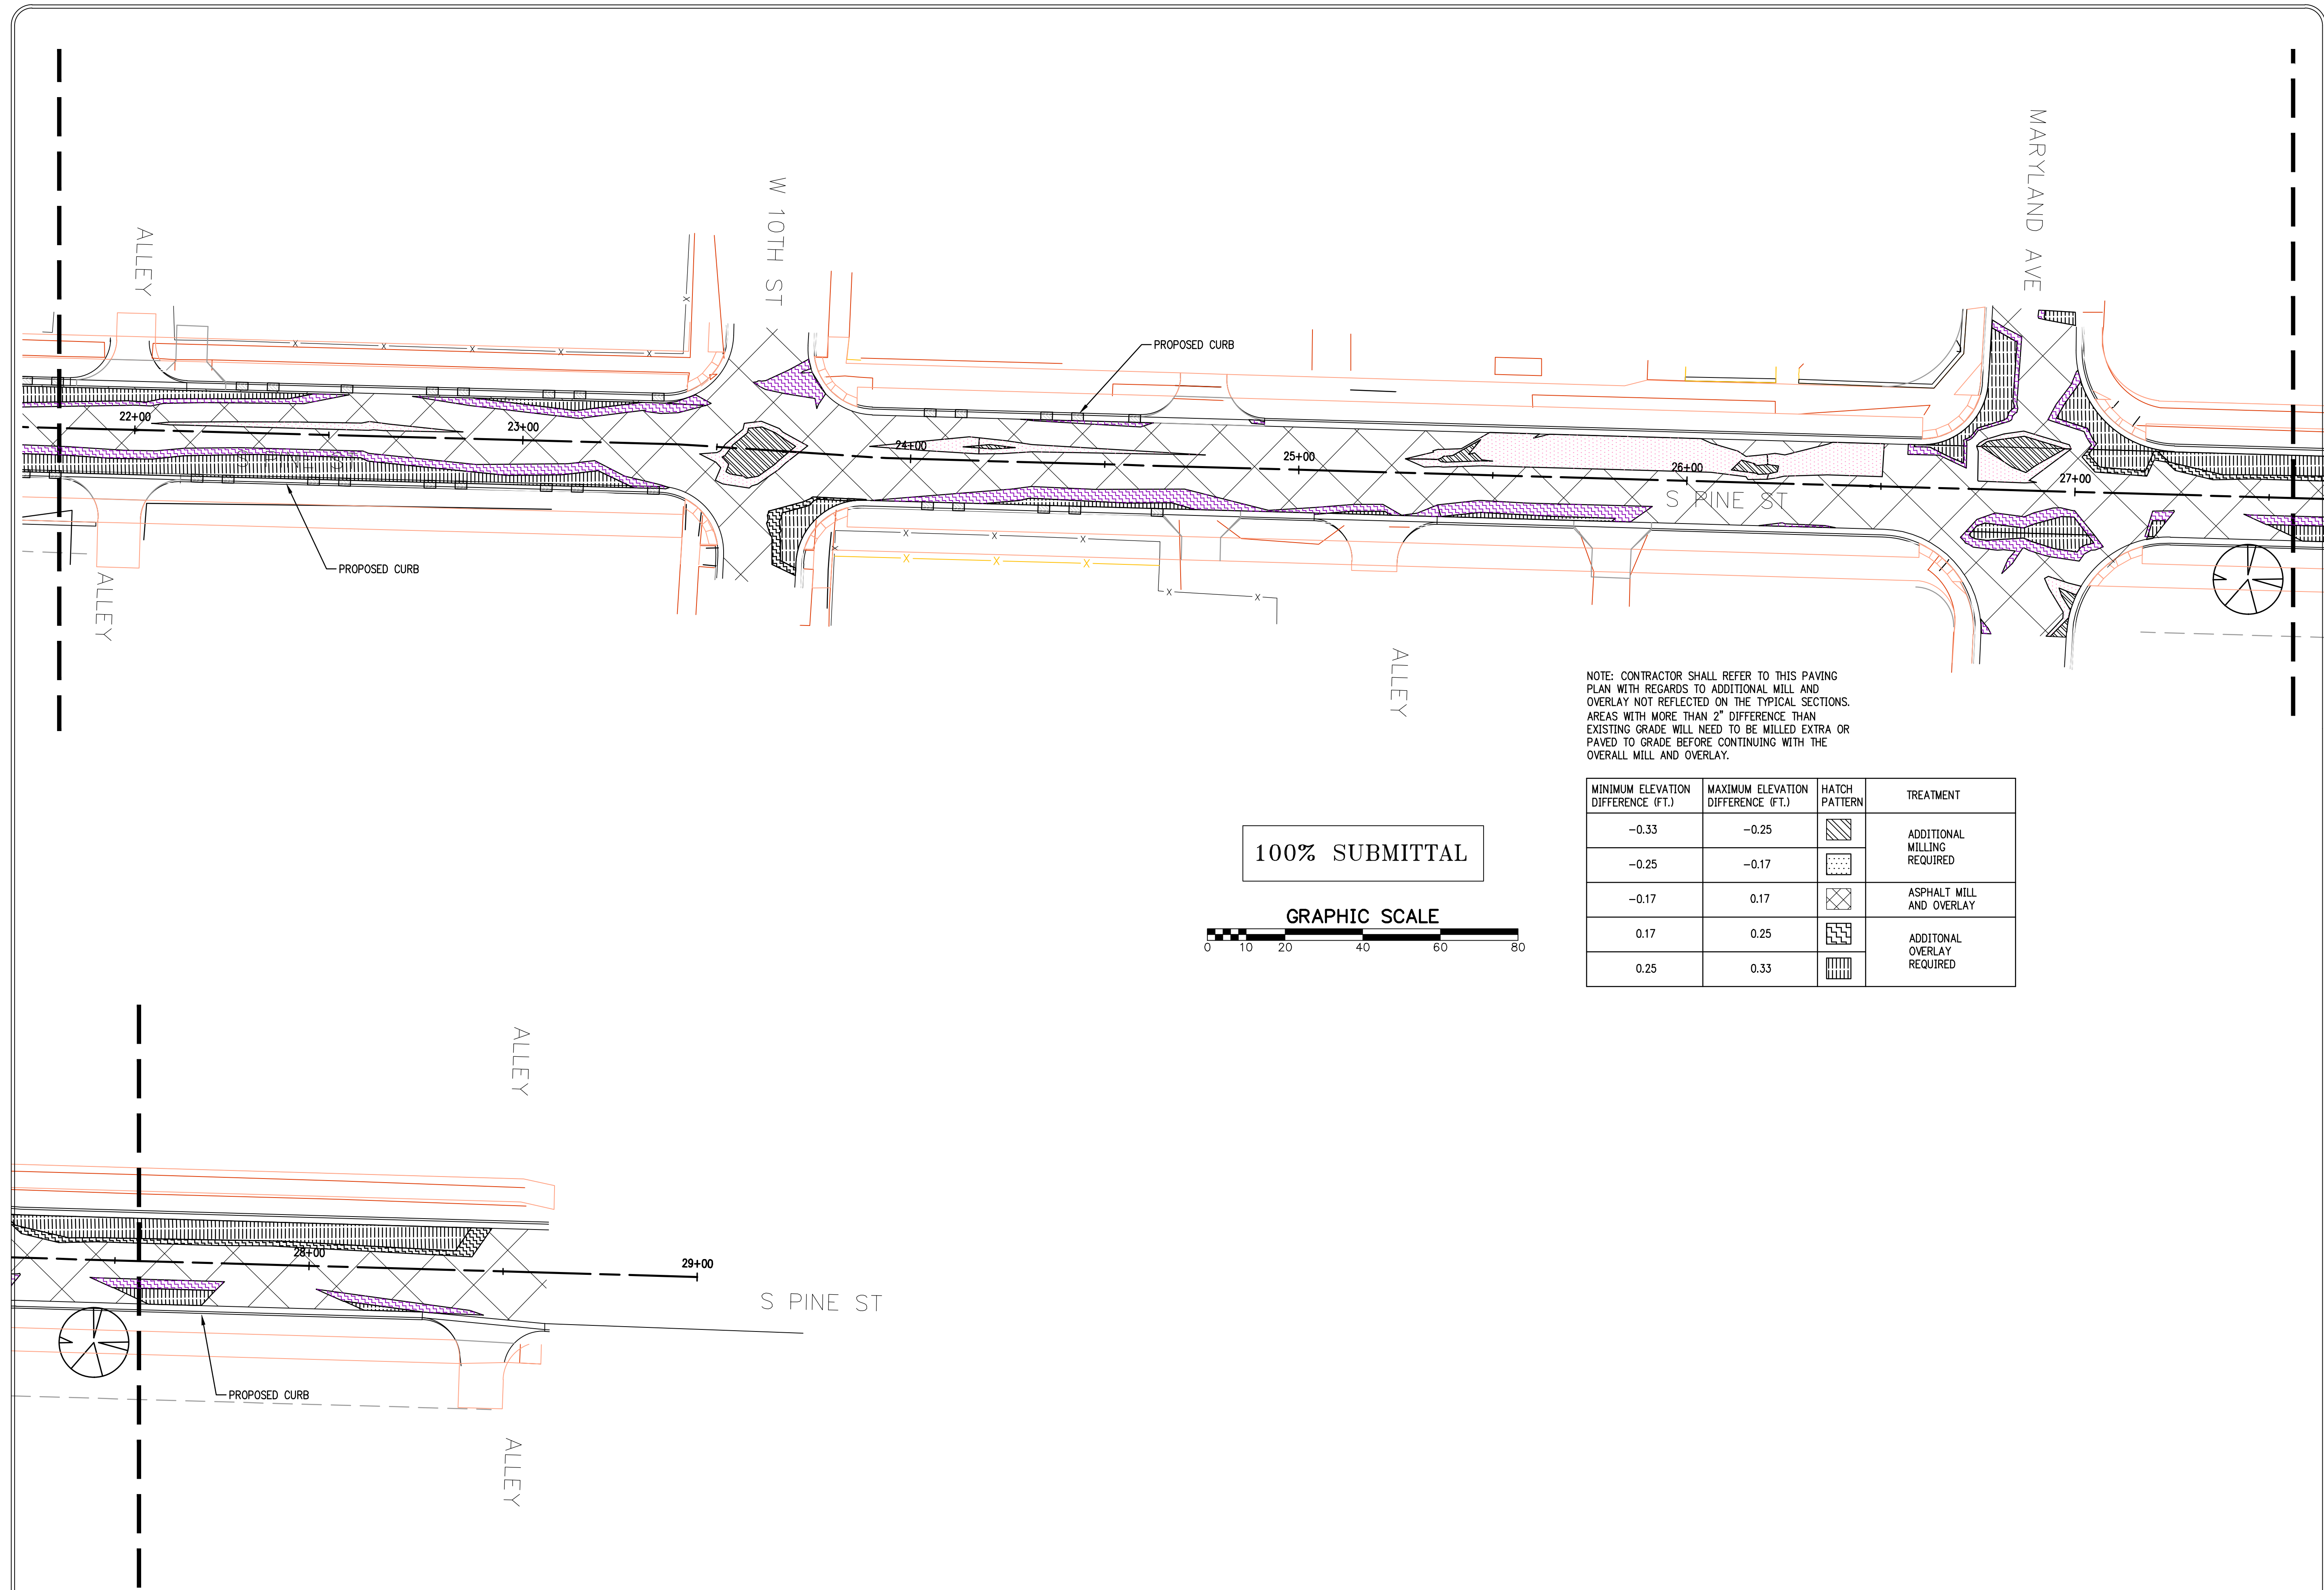 MARYLAND AVE
W 10TH ST
ALLEY
PROPOSED CURB
22+00
23+00
24+00
25+00
26+00
27+00
S PINE ST
S PINE ST
PROPOSED CURB
ALLEY
ALLEY
NOTE: CONTRACTOR SHALL REFER TO THIS PAVING
PLAN WITH REGARDS TO ADDITIONAL MILL AND
OVERLAY NOT REFLECTED ON THE TYPICAL SECTIONS.
AREAS WITH MORE THAN 2" DIFFERENCE THAN
EXISTING GRADE WILL NEED TO BE MILLED EXTRA OR
PAVED TO GRADE BEFORE CONTINUING WITH THE
OVERALL MILL AND OVERLAY.
MINIMUM ELEVATION DIFFERENCE (FT.) MAXIMUM ELEVATION DIFFERENCE (FT.) HATCH PATTERN TREATMENT
-0.33 -0.25 ADDITIONAL MILLING REQUIRED
-0.25 -0.17
-0.17 0.17 ASPHALT MILL AND OVERLAY
0.17 0.25 ADDITONAL OVERLAY REQUIRED
0.25 0.33
100% SUBMITTAL
GRAPHIC SCALE
0 10 20 40 60 80
ALLEY
28+00
29+00
S PINE ST
PROPOSED CURB
ALLEY